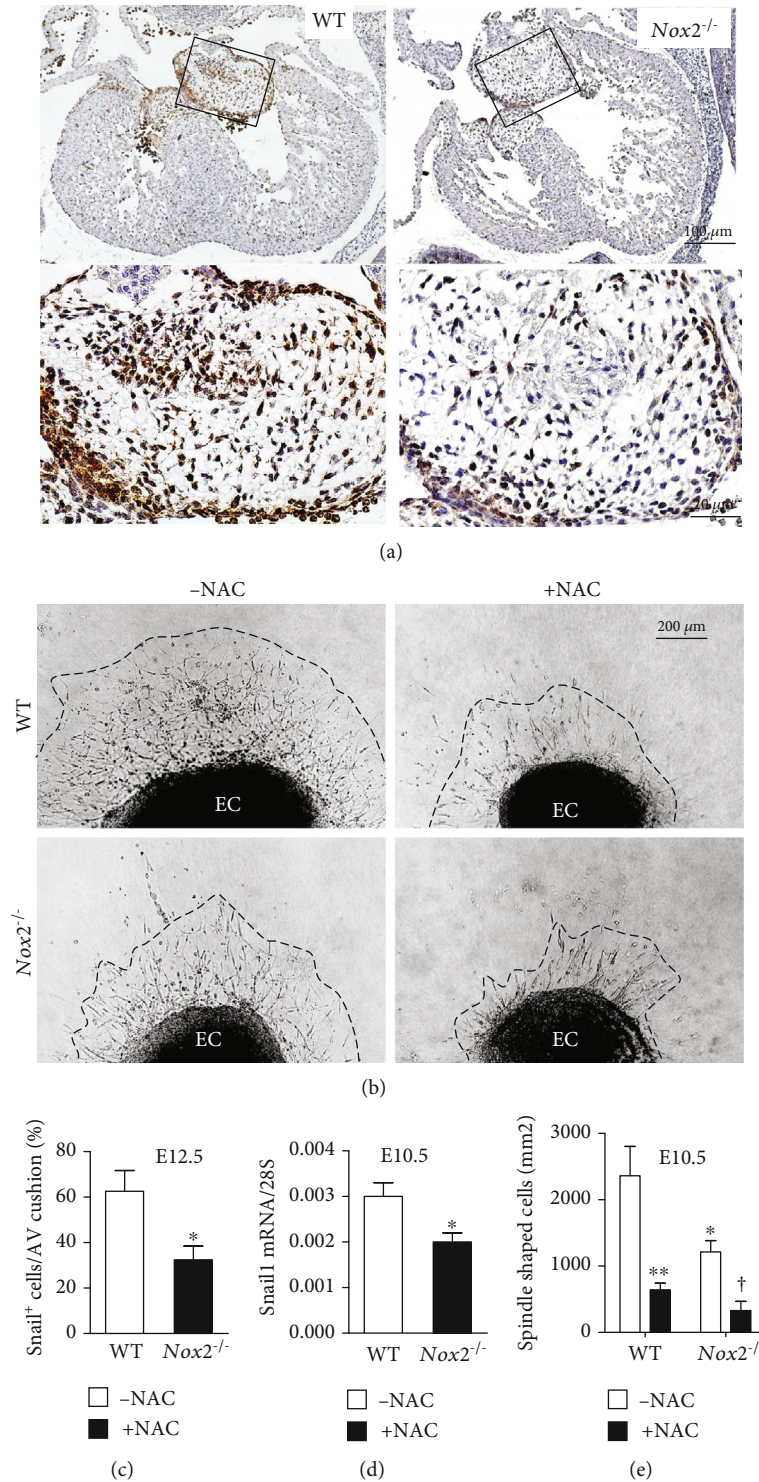 WT
Nox2-/-
100 μm
20 μm
(a)
–NAC
+NAC
WT
200 μm
EC
EC
Nox2-/-
EC
EC
(b)
Snail+ cells/AV cushion (%)
80
60
40
20
0
E12.5
*
WT
Nox2-/-
–NAC
+NAC
(c)
Snail1 mRNA/28S
0.004
0.003
0.002
0.001
0.000
E10.5
*
WT
Nox2-/-
–NAC
+NAC
(d)
Spindle shaped cells (mm2)
3000
2000
1000
0
E10.5
**
*
†
WT
Nox2-/
–NAC
+NAC
(e)